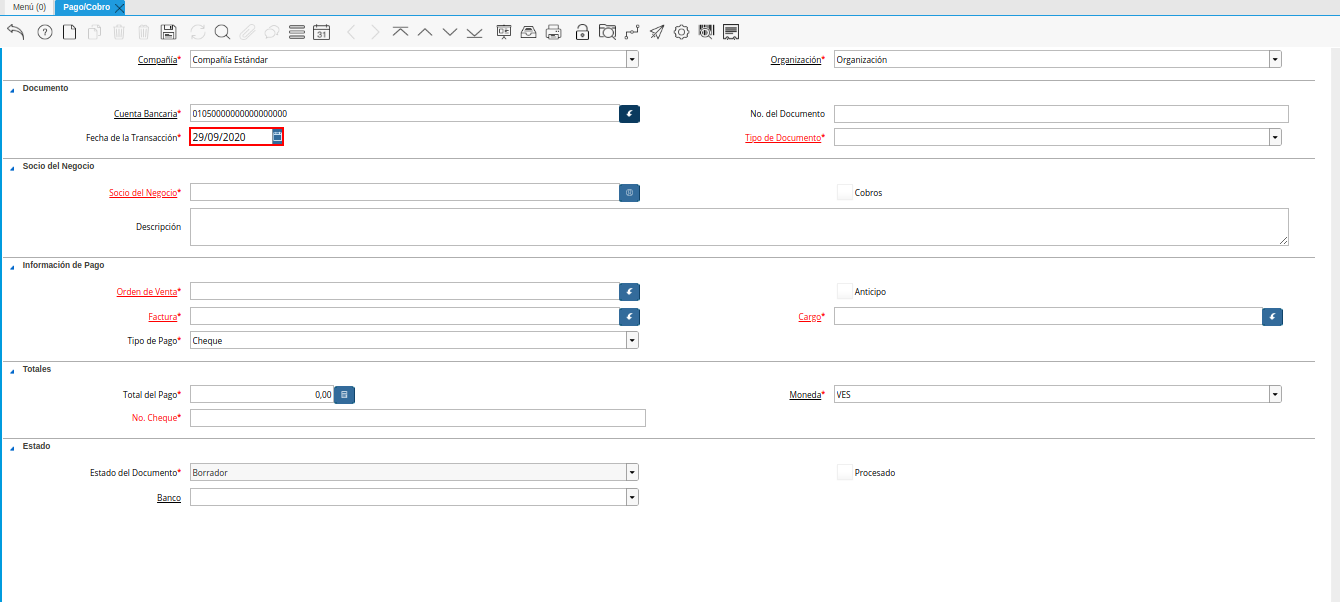 Menú (0) Pago/Cobro
31
Compañía* Compañía Estándar Organización* Organización
Documento
Cuenta Bancaria* 01050000000000000000 No. del Documento
Fecha de la Transacción* 29/09/2020 Tipo de Documento*
Socio del Negocio
Socio del Negocio* Cobros
Descripción
Información de Pago
Orden de Venta* Anticipo
Factura* Cargo*
Tipo de Pago* Cheque
Totales
Total del Pago* 0,00 Moneda* VES
No. Cheque*
Estado
Estado del Documento* Borrador Procesado
Banco